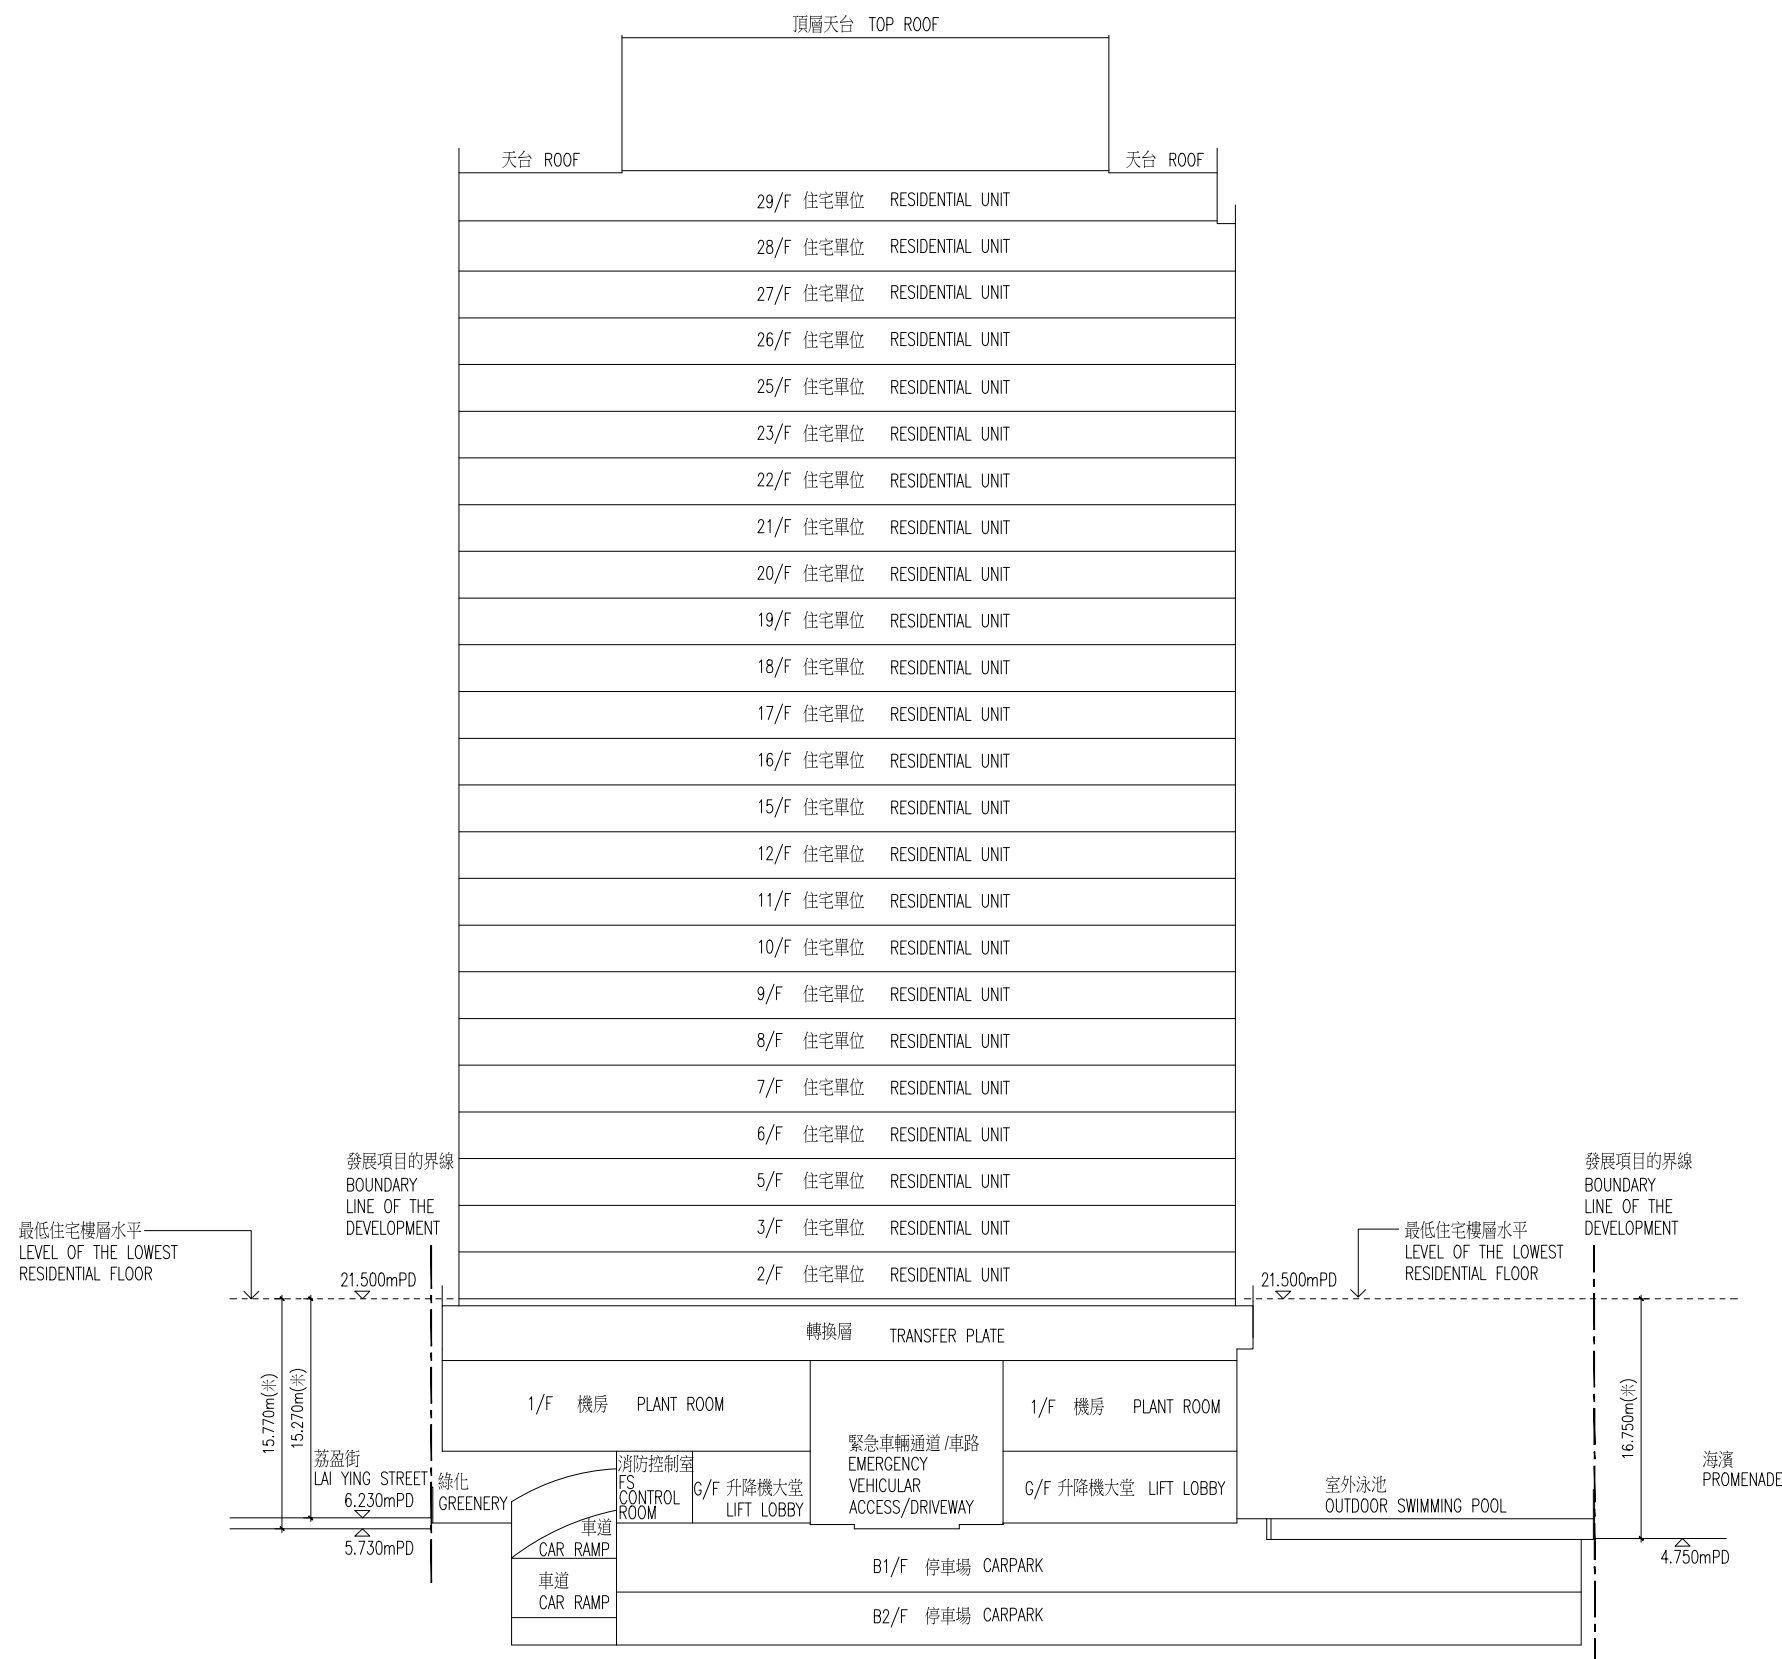 頂層天台 TOP ROOF
天台 ROOF
天台 ROOF
29/F 住宅單位 RESIDENTIAL UNIT
28/F 住宅單位 RESIDENTIAL UNIT
27/F 住宅單位 RESIDENTIAL UNIT
26/F 住宅單位 RESIDENTIAL UNIT
25/F 住宅單位 RESIDENTIAL UNIT
23/F 住宅單位 RESIDENTIAL UNIT
22/F 住宅單位 RESIDENTIAL UNIT
21/F 住宅單位 RESIDENTIAL UNIT
20/F 住宅單位 RESIDENTIAL UNIT
19/F 住宅單位 RESIDENTIAL UNIT
18/F 住宅單位 RESIDENTIAL UNIT
17/F 住宅單位 RESIDENTIAL UNIT
16/F 住宅單位 RESIDENTIAL UNIT
15/F 住宅單位 RESIDENTIAL UNIT
12/F 住宅單位 RESIDENTIAL UNIT
11/F 住宅單位 RESIDENTIAL UNIT
10/F 住宅單位 RESIDENTIAL UNIT
9/F 住宅單位 RESIDENTIAL UNIT
8/F 住宅單位 RESIDENTIAL UNIT
7/F 住宅單位 RESIDENTIAL UNIT
6/F 住宅單位 RESIDENTIAL UNIT
5/F 住宅單位 RESIDENTIAL UNIT
3/F 住宅單位 RESIDENTIAL UNIT
2/F 住宅單位 RESIDENTIAL UNIT
發展項目的界線
BOUNDARY
LINE OF THE
DEVELOPMENT
發展項目的界線
BOUNDARY
LINE OF THE
DEVELOPMENT
最低住宅樓層水平
LEVEL OF THE LOWEST
RESIDENTIAL FLOOR
最低住宅樓層水平
LEVEL OF THE LOWEST
RESIDENTIAL FLOOR
21.500mPD
21.500mPD
轉換層 TRANSFER PLATE
15.770m(米)
15.270m(米)
16.750m(米)
1/F 機房 PLANT ROOM
1/F 機房 PLANT ROOM
荔盈街
LAI YING STREET
6.230mPD
5.730mPD
綠化
GREENERY
消防控制室
FS
CONTROL
ROOM
G/F 升降機大堂
LIFT LOBBY
緊急車輛通道/車路
EMERGENCY
VEHICULAR
ACCESS/DRIVEWAY
G/F 升降機大堂 LIFT LOBBY
室外泳池
OUTDOOR SWIMMING POOL
海濱
PROMENADE
4.750mPD
車道
CAR RAMP
車道
CAR RAMP
B1/F 停車場 CARPARK
B2/F 停車場 CARPARK